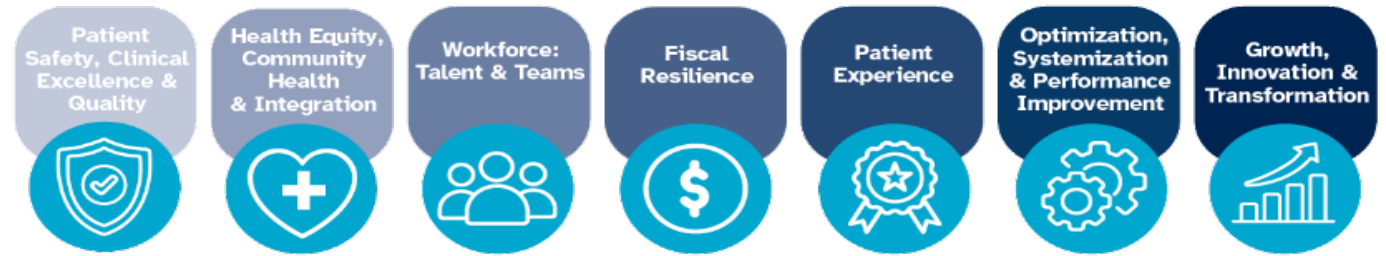 Patient
Safety, Clinical
Excellence &
Quality
Health Equity,
Community
Health
& Integration
Workforce:
Talent & Teams
Fiscal
Resilience
Patient
Experience
Optimization,
Systemization
& Performance
Improvement
Growth,
Innovation &
Transformation
$